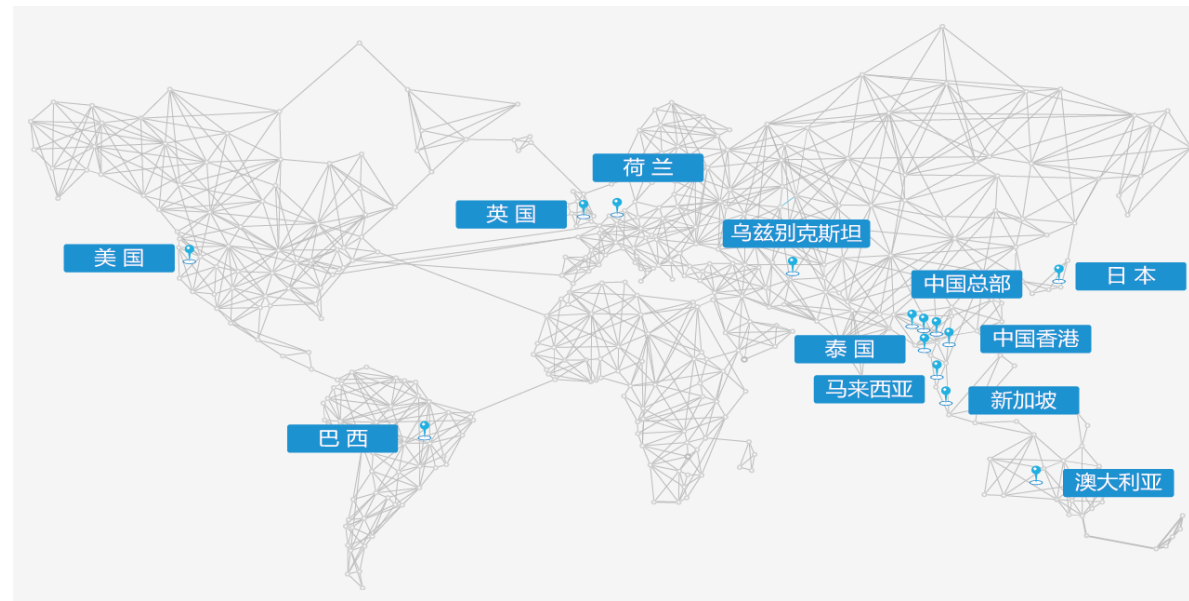 荷 兰
英 国
乌兹别克斯坦
美 国
中国总部
日 本
中国香港
泰 国
马来西亚
新加坡
巴 西
澳大利亚